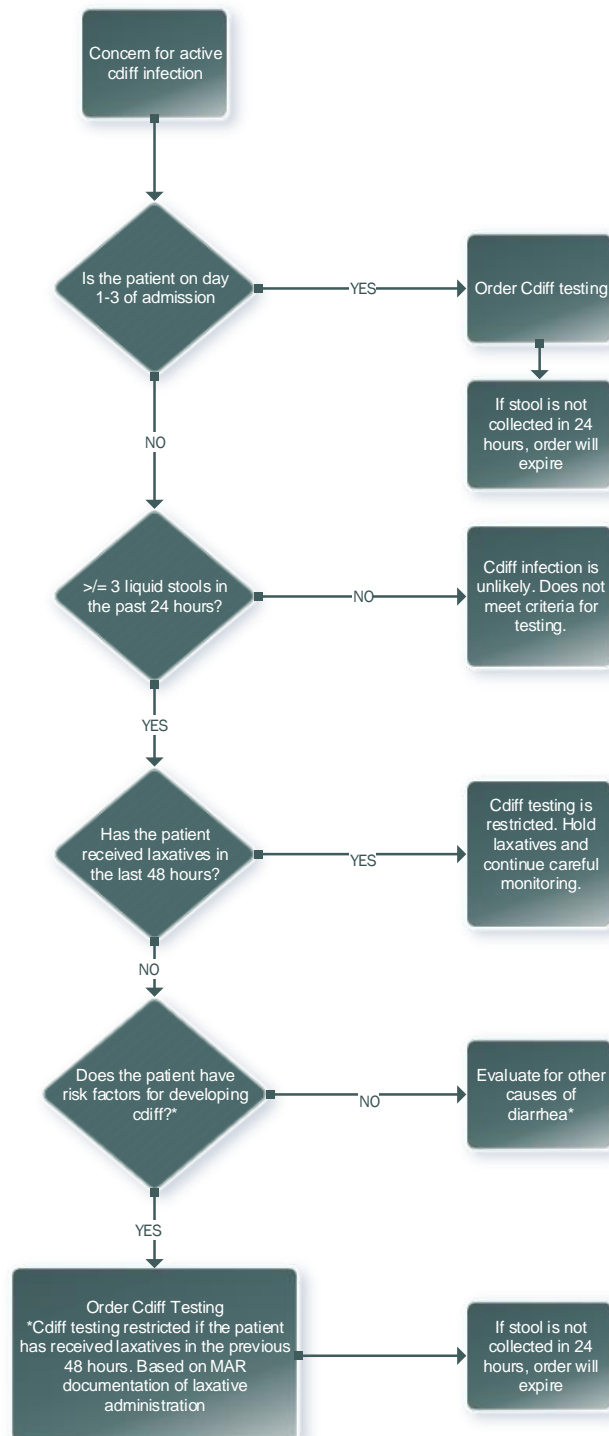 Concern for active
cdiff infection
Is the patient on day
1-3 of admission
YES
Order Cdiff testing
If stool is not
collected in 24
hours, order will
expire
NO
>/= 3 liquid stools in
the past 24 hours?
NO
Cdiff infection is
unlikely. Does not
meet criteria for
testing.
YES
Has the patient
received laxatives in
the last 48 hours?
YES
Cdiff testing is
restricted. Hold
laxatives and
continue careful
monitoring.
NO
Does the patient have
risk factors for developing
cdiff?*
NO
Evaluate for other
causes of
diarrhea*
YES
Order Cdiff Testing
*Cdiff testing restricted if the patient
has received laxatives in the previous
48 hours. Based on MAR
documentation of laxative
administration
If stool is not
collected in 24
hours, order will
expire